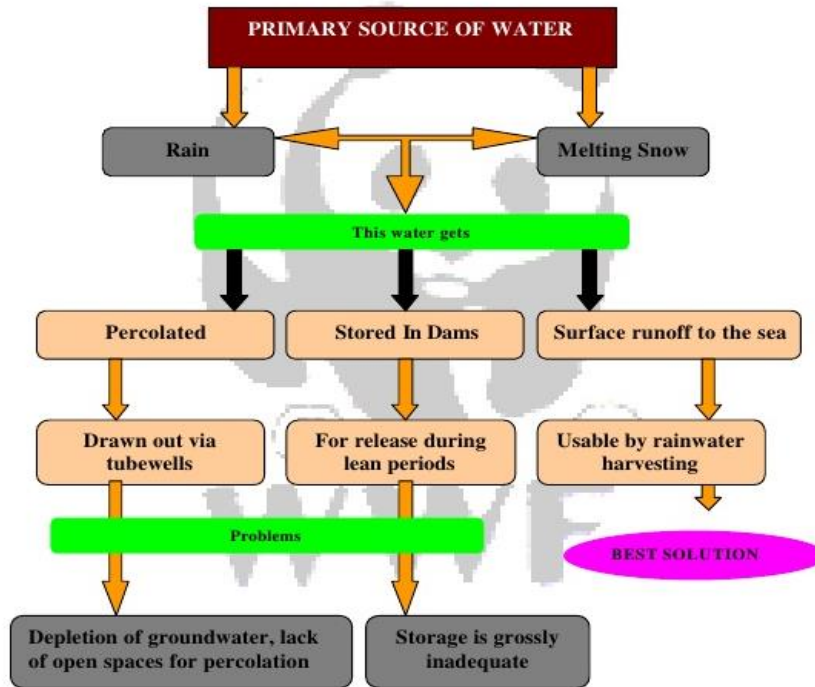 PRIMARY SOURCE OF WATER
Rain
Melting Snow
This water gets
Percolated
Stored In Dams
Surface runoff to the sea
Drawn out via
tubewells
For release during
lean periods
Usable by rainwater
harvesting
Problems
BEST SOLUTION
Depletion of groundwater, lack
of open spaces for percolation
Storage is grossly
inadequate
WWF